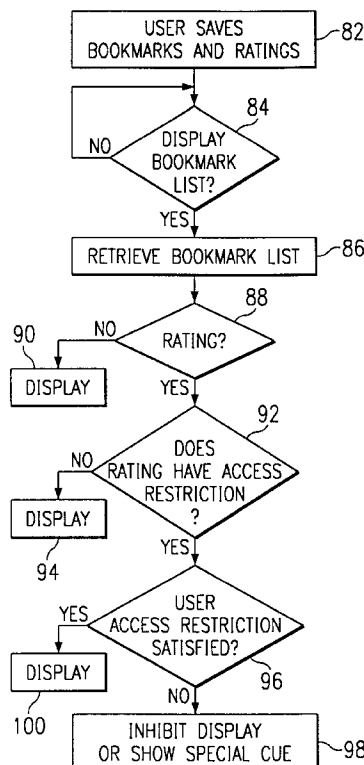 USER SAVES
BOOKMARKS AND RATINGS
82
84
DISPLAY
BOOKMARK
LIST?
NO
YES
RETRIEVE BOOKMARK LIST
86
88
RATING?
NO
90
DISPLAY
YES
92
DOES
RATING HAVE ACCESS
RESTRICTION
?
NO
DISPLAY
94
YES
USER
ACCESS RESTRICTION
SATISFIED?
YES
96
DISPLAY
100
NO
INHIBIT DISPLAY
OR SHOW SPECIAL CUE
98